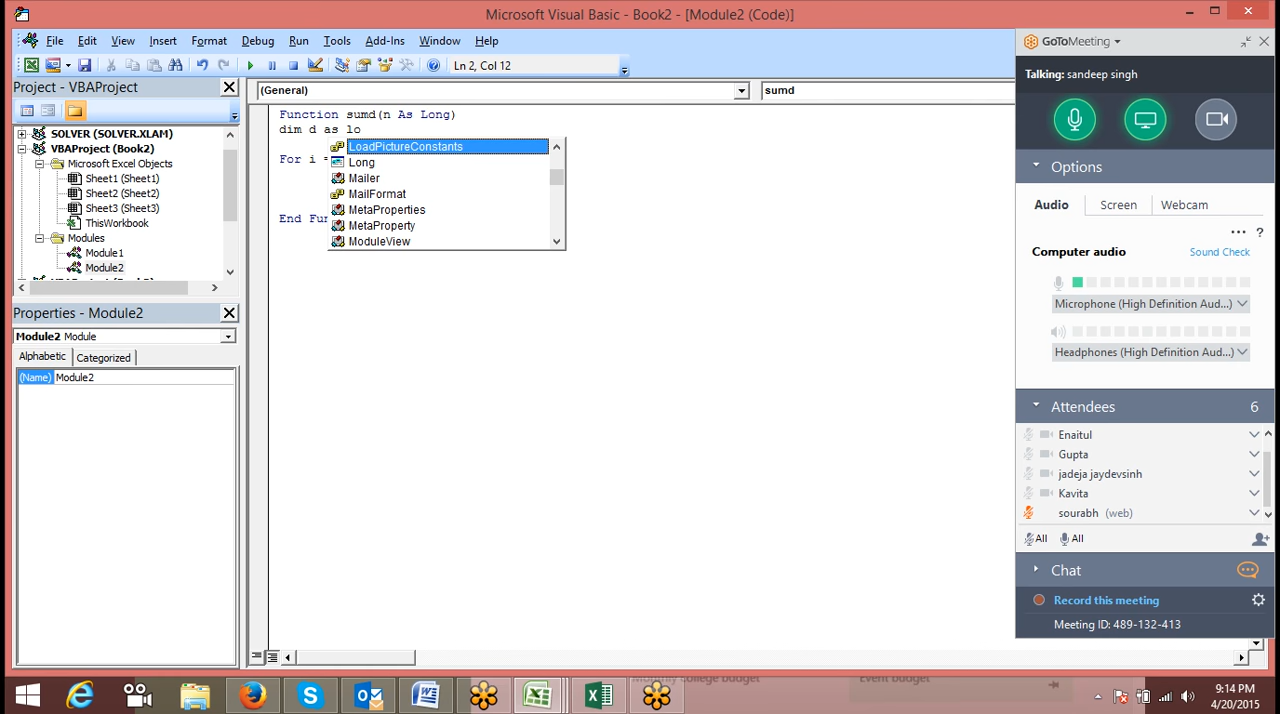 Microsoft Visual Basic - Book2 - [Module2 (Code)]
File Edit View Insert Format Debug Run Tools Add-Ins Window Help
Ln 2, Col 12
Project - VBAProject
SOLVER (SOLVER.XLAM)
VBAProject (Book2)
Microsoft Excel Objects
Sheet1 (Sheet1)
Sheet2 (Sheet2)
Sheet3 (Sheet3)
ThisWorkbook
Modules
Module1
Module2
Properties - Module2
Module2 Module
Alphabetic Categorized
(Name) Module2
(General) sumd
Function sumd(n As Long)
dim d as lo
For i =
End Fur
LoadPictureConstants
Long
Mailer
MailFormat
MetaProperties
MetaProperty
ModuleView
GoToMeeting
Talking: sandeep singh
Options
Audio Screen Webcam
Computer audio Sound Check
Microphone (High Definition Aud...)
Headphones (High Definition Aud...)
Attendees 6
Enaitul
Gupta
jadeja jaydevsinh
Kavita
sourabh (web)
All All
Chat
Record this meeting
Meeting ID: 489-132-413
Monthly college budget Event budget
9:14 PM
4/20/2015